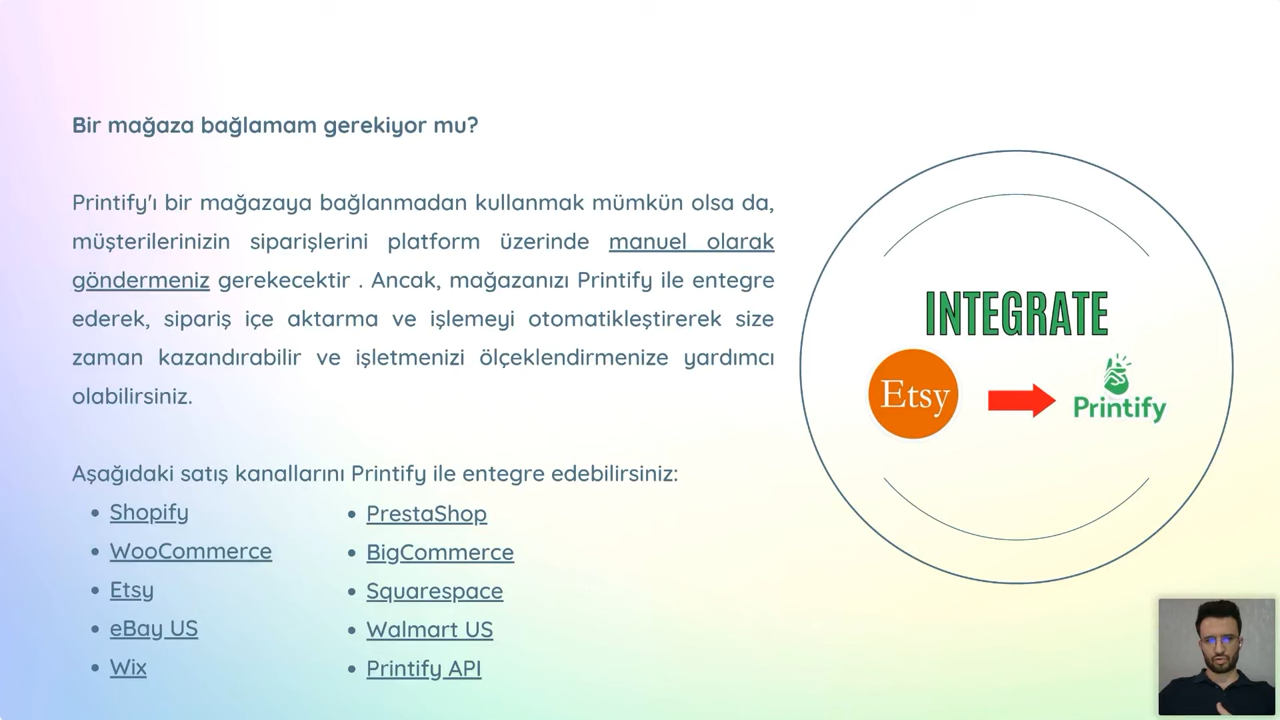 Bir mağaza bağlamam gerekiyor mu?
Printify'ı bir mağazaya bağlanmadan kullanmak mümkün olsa da,
müşterilerinizin siparişlerini platform üzerinde manuel olarak
göndermeniz gerekecektir . Ancak, mağazanızı Printify ile entegre
ederek, sipariş içe aktarma ve işlemeyi otomatikleştirerek size
zaman kazandırabilir ve işletmenizi ölçeklendirmenize yardımcı
olabilirsiniz.
Aşağıdaki satış kanallarını Printify ile entegre edebilirsiniz:
Shopify
WooCommerce
Etsy
eBay US
Wix
PrestaShop
BigCommerce
Squarespace
Walmart US
Printify API
INTEGRATE
Etsy
Printify